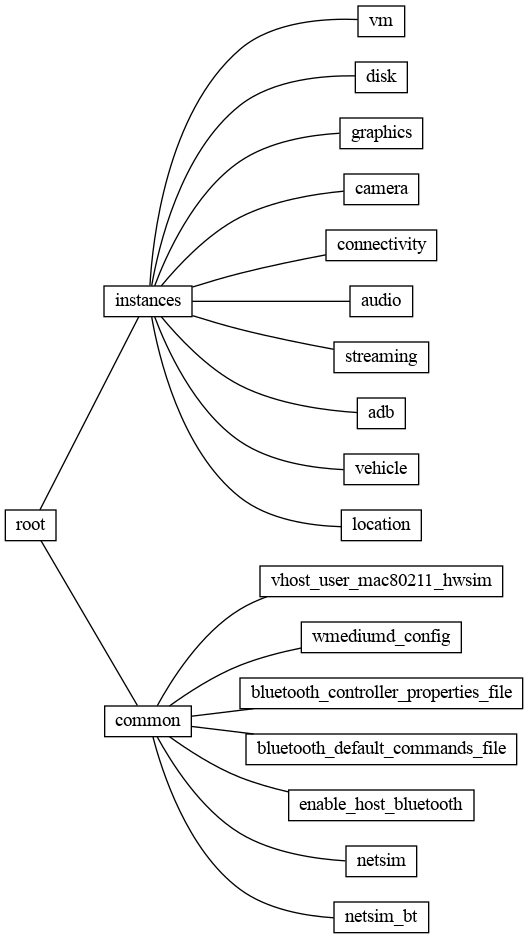 vm
disk
graphics
camera
connectivity
instances
audio
streaming
adb
vehicle
root
location
vhost_user_mac80211_hwsim
wmediumd_config
bluetooth_controller_properties_file
common
bluetooth_default_commands_file
enable_host_bluetooth
netsim
netsim_bt